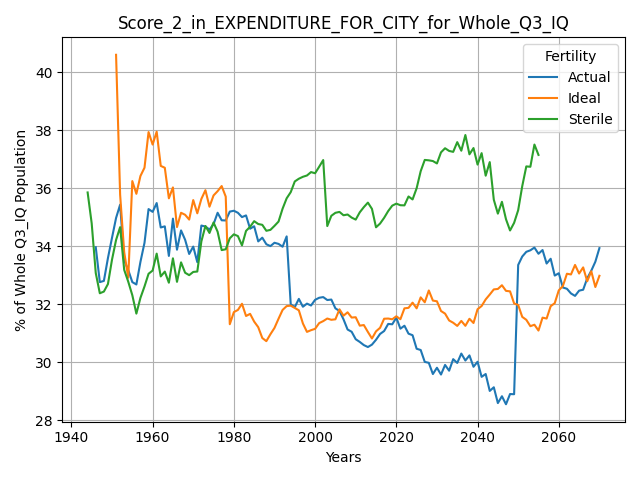 Score_2_in_EXPENDITURE_FOR_CITY_for_Whole_Q3_IQ
% of Whole Q3_IQ Population
40
38
36
34
32
30
28
Fertility
Actual
Ideal
Sterile
1940
1960
1980
2000
2020
2040
2060
Years